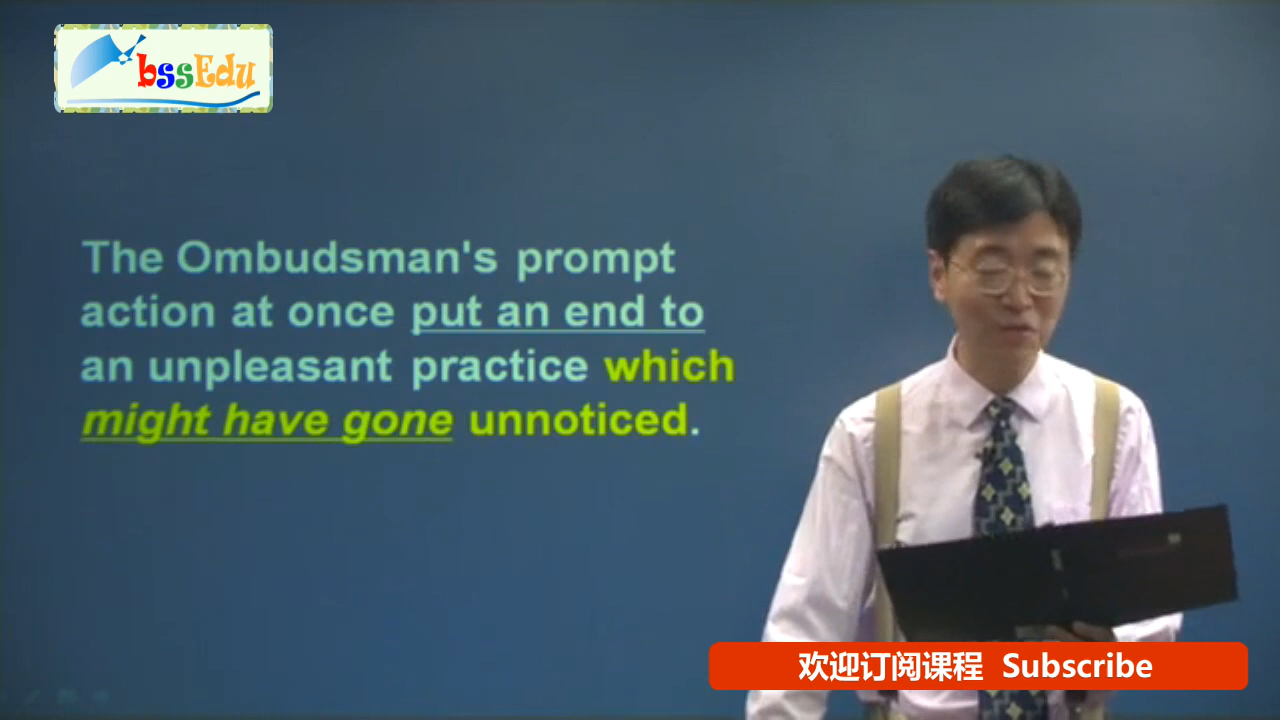 bssEdu
The Ombudsman's prompt
action at once put an end to
an unpleasant practice which
might have gone unnoticed.
欢迎订阅课程 Subscribe